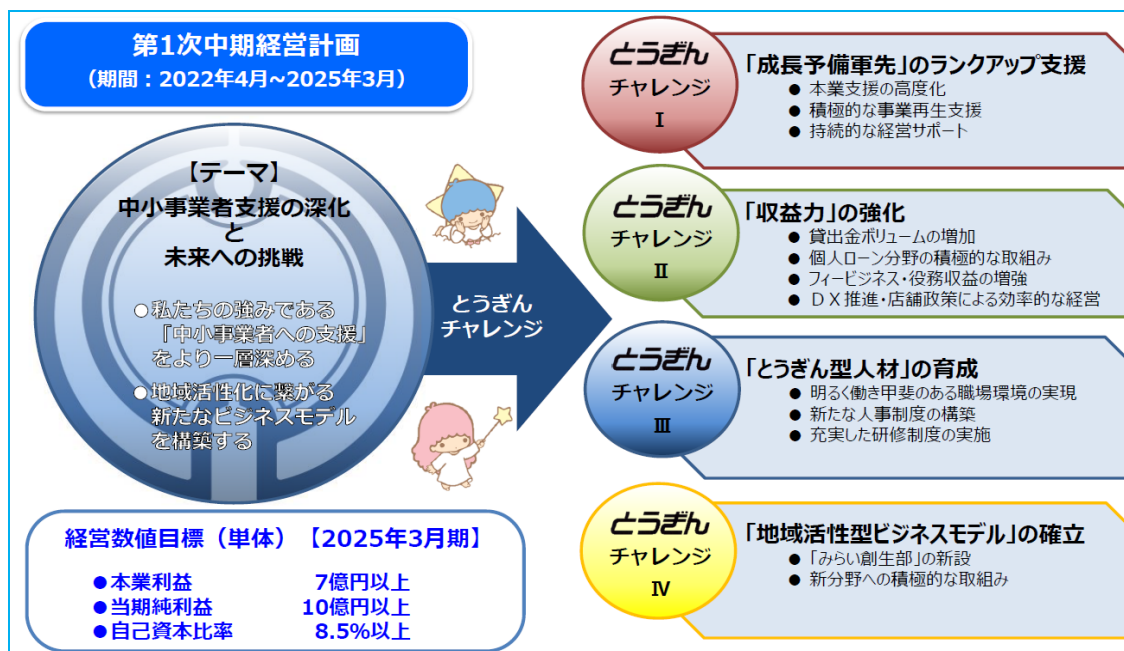 第1次中期経営計画
（期間：2022年4月~2025年3月）
【テーマ】
中小事業者支援の深化
と
未来への挑戦
○私たちの強みである
『中小事業者への支援』
をより一層深める
●地域活性化に繋がる
新たなビジネスモデル
を構築する
経営数値目標（単体）【2025年3月期】
●本業利益 7億円以上
●当期純利益 10億円以上
●自己資本比率 8.5%以上
とうぎん
チャレンジ
とうぎん
チャレンジ
Ⅰ
「成長予備軍先」のランクアップ支援
● 本業支援の高度化
● 積極的な事業再生支援
● 持続的な経営サポート
とうぎん
チャレンジ
Ⅱ
「収益力」の強化
● 貸出金ボリュームの増加
● 個人ローン分野の積極的な取組み
● フィービジネス・役務収益の増強
● ＤＸ推進・店舗政策による効率的な経営
とうぎん
チャレンジ
Ⅲ
「とうぎん型人材」の育成
● 明るく働き甲斐のある職場環境の実現
● 新たな人事制度の構築
● 充実した研修制度の実施
とうぎん
チャレンジ
Ⅳ
「地域活性型ビジネスモデル」の確立
● 「みらい創生部」の新設
● 新分野への積極的な取組み